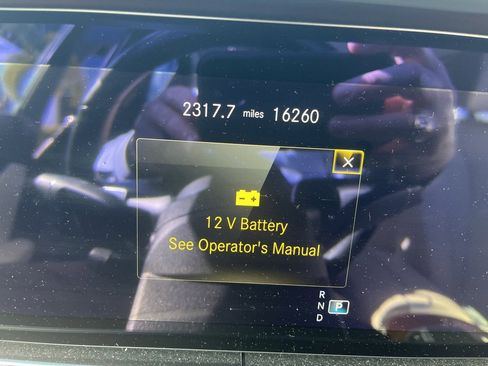 2317.7 miles 16260
12 V Battery
See Operator's Manual
R
N
P
D